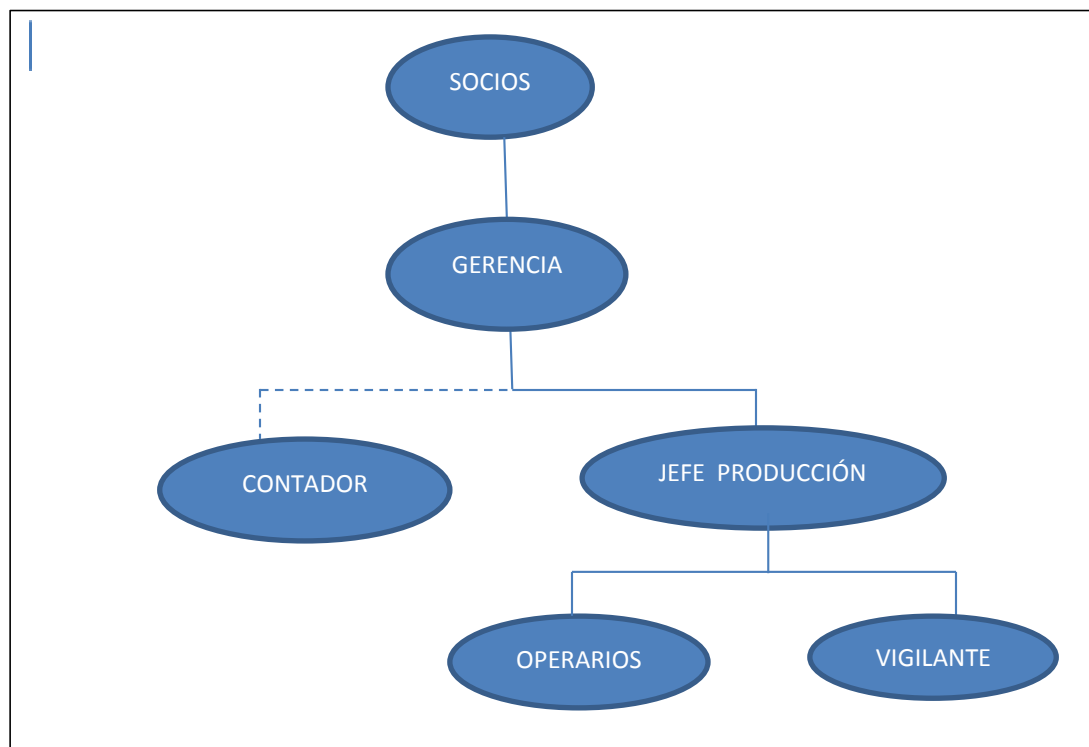 SOCIOS
GERENCIA
CONTADOR
JEFE PRODUCCIÓN
OPERARIOS
VIGILANTE